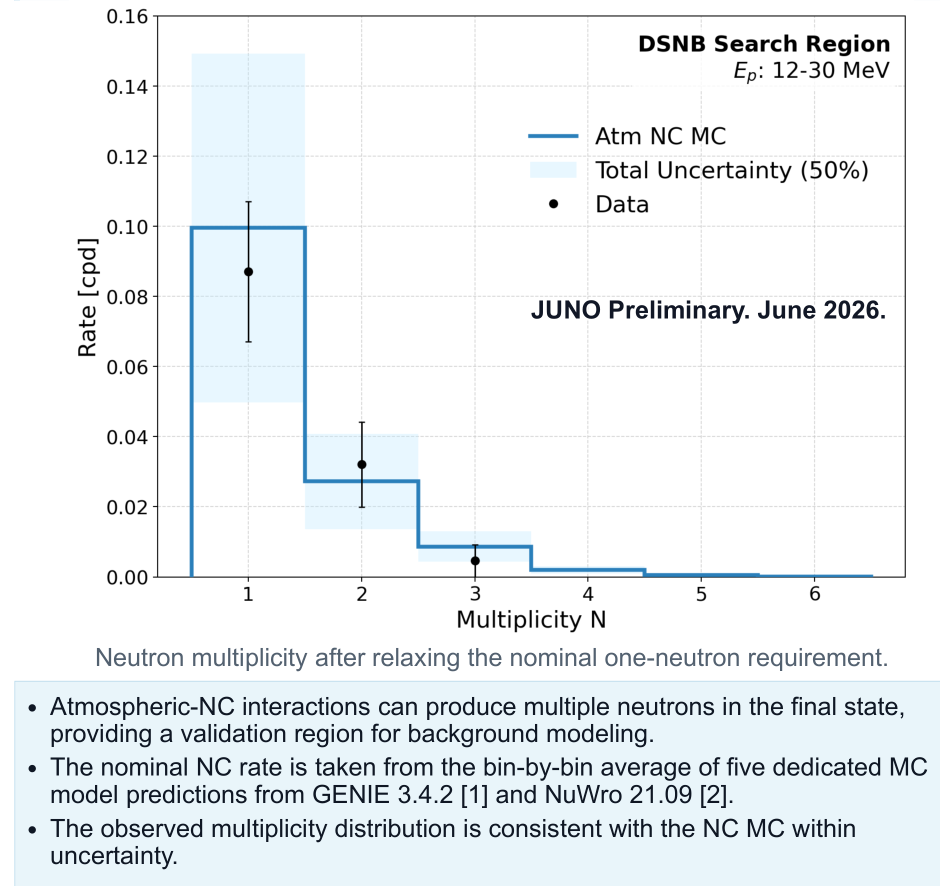 0.16
0.14
0.12
0.10
0.08
0.06
0.04
0.02
0.00
Rate [cpd]
DSNB Search Region
Eₚ: 12-30 MeV
Atm NC MC
Total Uncertainty (50%)
Data
JUNO Preliminary. June 2026.
1 2 3 4 5 6
Multiplicity N
Neutron multiplicity after relaxing the nominal one-neutron requirement.
• Atmospheric-NC interactions can produce multiple neutrons in the final state,
providing a validation region for background modeling.
• The nominal NC rate is taken from the bin-by-bin average of five dedicated MC
model predictions from GENIE 3.4.2 [1] and NuWro 21.09 [2].
• The observed multiplicity distribution is consistent with the NC MC within
uncertainty.